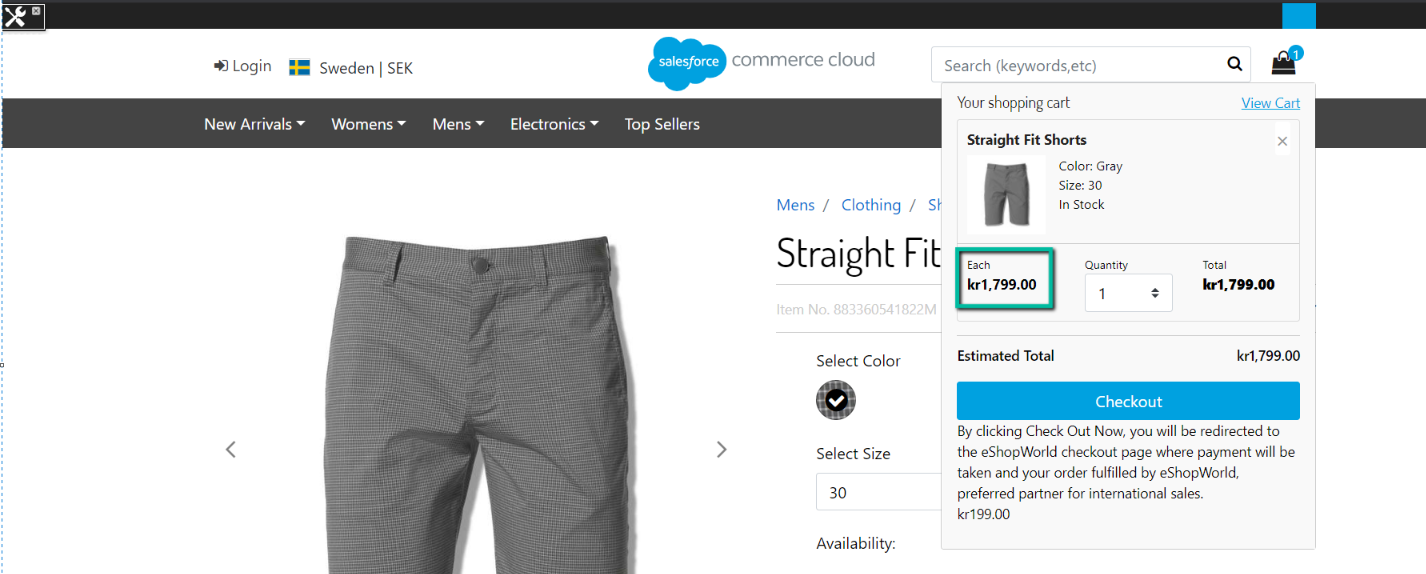 Login
Sweden | SEK
salesforce commerce cloud
Search (keywords,etc)
1
New Arrivals
Womens
Mens
Electronics
Top Sellers
Your shopping cart
View Cart
Straight Fit Shorts
Color: Gray
Size: 30
In Stock
Each
Quantity
Total
kr1,799.00
1
kr1,799.00
Estimated Total
kr1,799.00
Checkout
By clicking Check Out Now, you will be redirected to
the eShopWorld checkout page where payment will be
taken and your order fulfilled by eShopWorld,
preferred partner for international sales.
kr199.00
Mens / Clothing / Sh
Straight Fit
Item No. 883360541822M
Select Color
Select Size
30
Availability: